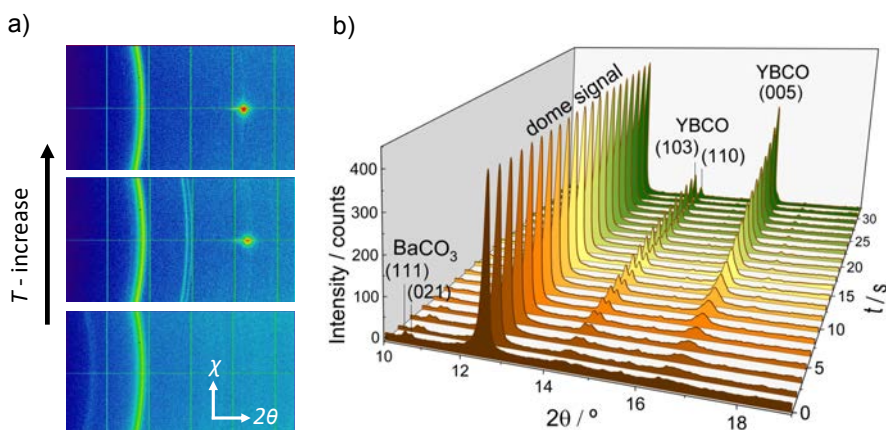 a)
T - increase
χ
2θ
b)
Intensity / counts
400
300
200
100
0
BaCO₃
(111)
(021)
dome signal
YBCO
(103)
(110)
YBCO
(005)
10
12
14
16
18
2θ / º
0
5
10
15
20
25
30
t / s